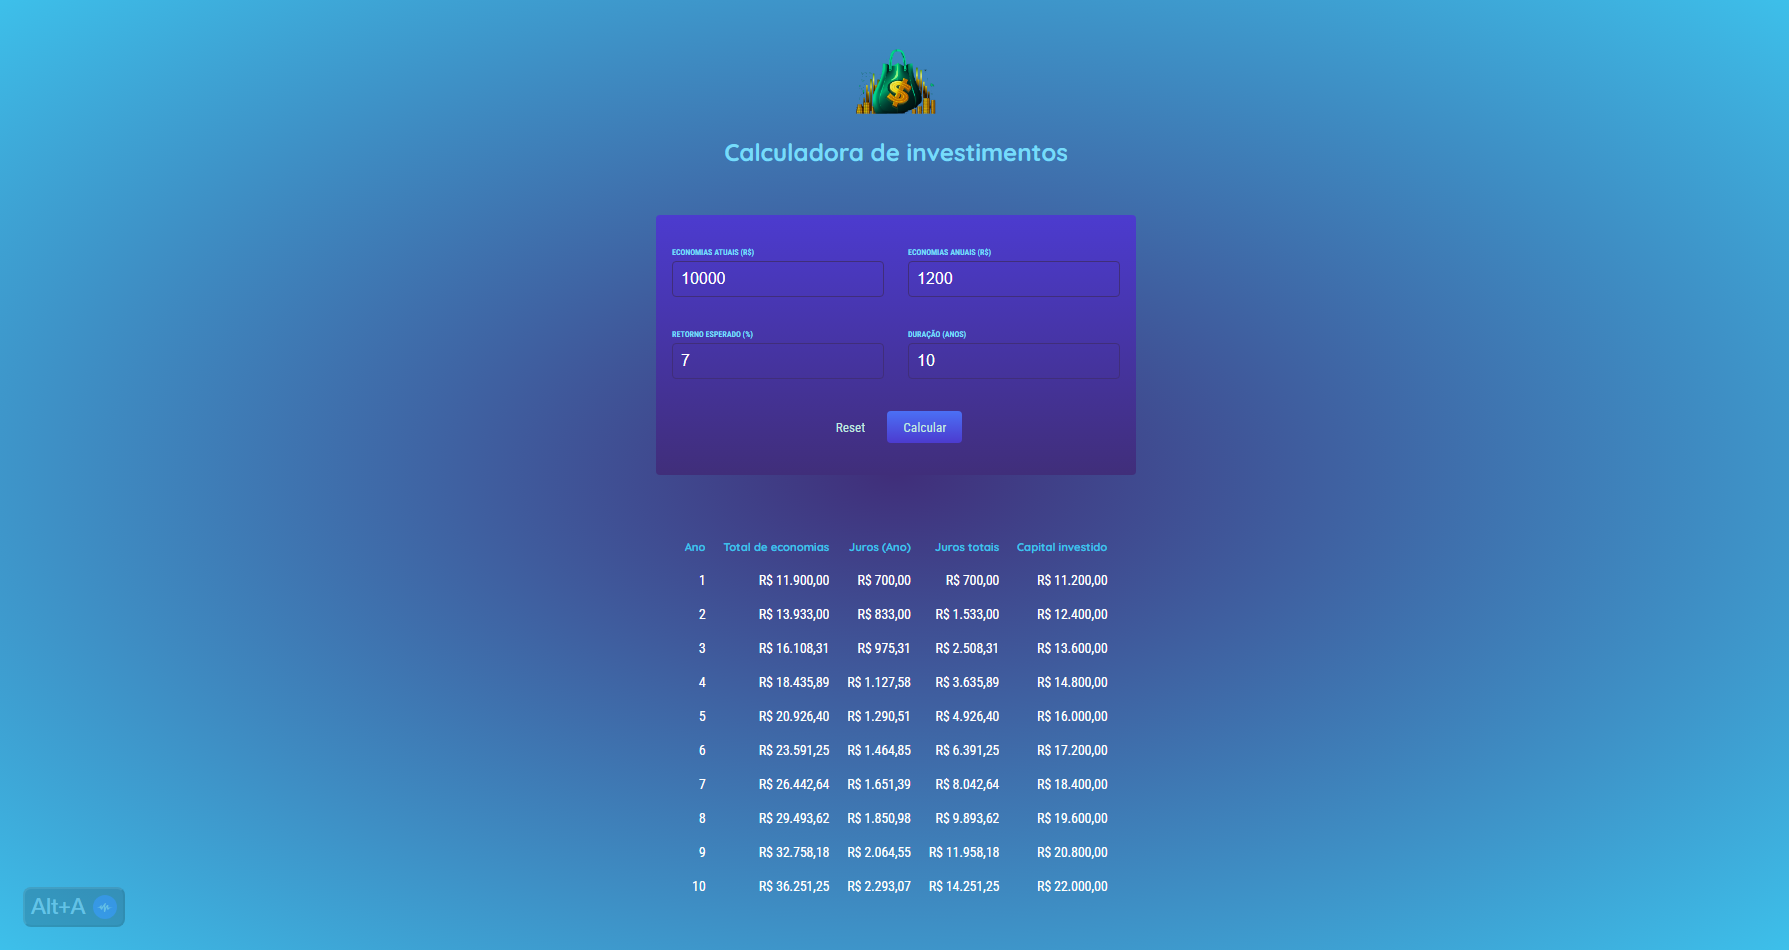 $
Calculadora de investimentos
ECONOMIAS ATUAIS (R$) ECONOMIAS ANUAIS (R$)
10000 1200
RETORNO ESPERADO (%) DURAÇÃO (ANOS)
7 10
Reset Calcular
Ano Total de economias Juros (Ano) Juros totais Capital investido
1 R$ 11.900,00 R$ 700,00 R$ 700,00 R$ 11.200,00
2 R$ 13.933,00 R$ 833,00 R$ 1.533,00 R$ 12.400,00
3 R$ 16.108,31 R$ 975,31 R$ 2.508,31 R$ 13.600,00
4 R$ 18.435,89 R$ 1.127,58 R$ 3.635,89 R$ 14.800,00
5 R$ 20.926,40 R$ 1.290,51 R$ 4.926,40 R$ 16.000,00
6 R$ 23.591,25 R$ 1.464,85 R$ 6.391,25 R$ 17.200,00
7 R$ 26.442,64 R$ 1.651,39 R$ 8.042,64 R$ 18.400,00
8 R$ 29.493,62 R$ 1.850,98 R$ 9.893,62 R$ 19.600,00
9 R$ 32.758,18 R$ 2.064,55 R$ 11.958,18 R$ 20.800,00
10 R$ 36.251,25 R$ 2.293,07 R$ 14.251,25 R$ 22.000,00
Alt+A